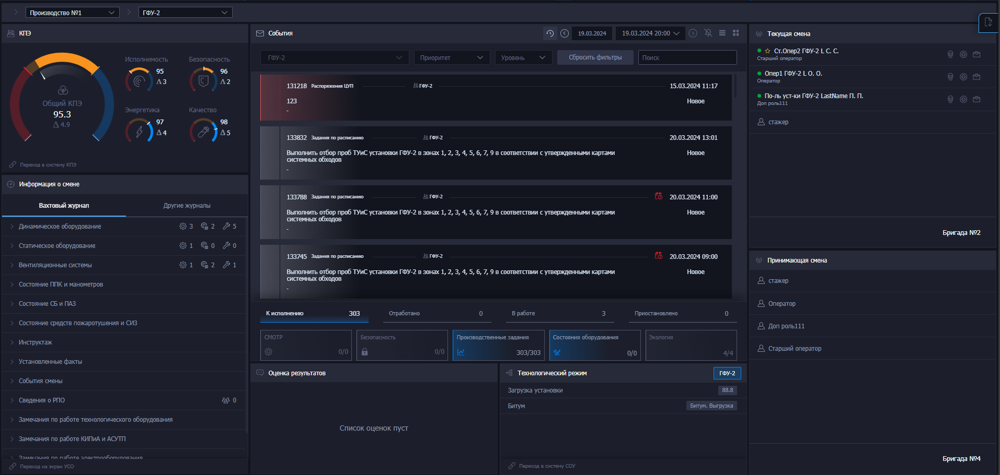 Производство №1
ГФУ-2
КПЭ
Общий КПЭ
95.3
4.9
Исполнимость
95
3
Безопасность
96
2
Энергетика
97
4
Качество
98
5
Переход в систему КПЭ
Информация о смене
Вахтовый журнал
Другие журналы
Динамическое оборудование
3 2 5
Статическое оборудование
1 0 0
Вентиляционные системы
1 2 1
Состояние ППК и манометров
Состояние СБ и ПАЗ
Состояние средств пожаротушения и СИЗ
Инструктаж
Установленные факты
События смены
Сведения о РПО
0
Замечания по работе технологического оборудования
Замечания по работе КИПиА и АСУТП
Замечания по работе электрооборудования
Переход на экран УСО
События
19.03.2024
19.03.2024 20:00
ГФУ-2
Приоритет
Уровень
Сбросить фильтры
Поиск
131218 Распоряжения ЦУП ГФУ-2 15.03.2024 11:17
123 Новое
-
133832 Задания по расписанию ГФУ-2 20.03.2024 13:01
Выполнить отбор проб ТУиС установки ГФУ-2 в зонах 1, 2, 3, 4, 5, 6, 7, 9 в соответствии с утвержденными картами Новое
системных обходов
-
133788 Задания по расписанию ГФУ-2 20.03.2024 11:00
Выполнить отбор проб ТУиС установки ГФУ-2 в зонах 1, 2, 3, 4, 5, 6, 7, 9 в соответствии с утвержденными картами Новое
системных обходов
-
133745 Задания по расписанию ГФУ-2 20.03.2024 09:00
Выполнить отбор проб ТУиС установки ГФУ-2 в зонах 1, 2, 3, 4, 5, 6, 7, 9 в соответствии с утвержденными картами Новое
системных обходов
-
К исполнению 303
Отработано 0
В работе 3
Приостановлено 0
СМОТР
0/0
Безопасность
0/0
Производственные задания
303/303
Состояния оборудования
0/0
Экология
4/4
Оценка результатов
Список оценок пуст
Технологический режим
ГФУ-2
Загрузка установки 88.8
Битум Битум. Выгрузка
Переход в систему СОУ
Текущая смена
Ст.Опер2 ГФУ-2 L С. С.
Старший оператор
Опер1 ГФУ-2 L О. О.
Оператор
По-ль уст-ки ГФУ-2 LastName П. П.
Доп роль111
стажер
Бригада №2
Принимающая смена
стажер
Оператор
Доп роль111
Старший оператор
Бригада №4